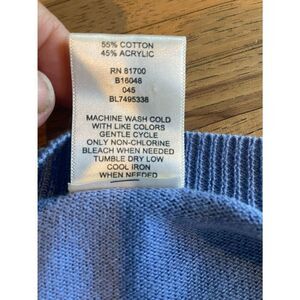 55% COTTON
45% ACRYLIC
RN 81700
B16048
045
BL7495338
MACHINE WASH COLD
WITH LIKE COLORS
GENTLE CYCLE
ONLY NON-CHLORINE
BLEACH WHEN NEEDED
TUMBLE DRY LOW
COOL IRON
WHEN NEEDED